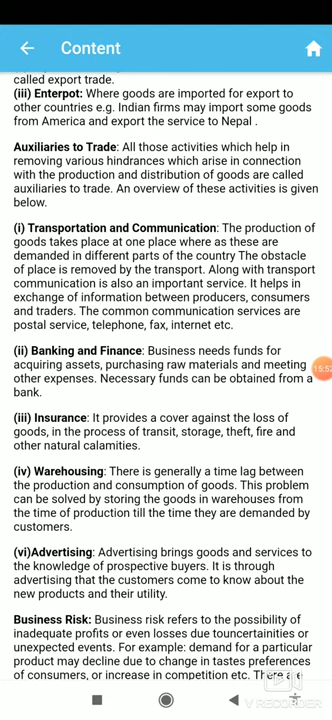 Content
called export trade.
(iii) Enterpot: Where goods are imported for export to
other countries e.g. Indian firms may import some goods
from America and export the service to Nepal .
Auxiliaries to Trade: All those activities which help in
removing various hindrances which arise in connection
with the production and distribution of goods are called
auxiliaries to trade. An overview of these activities is given
below.
(i) Transportation and Communication: The production of
goods takes place at one place where as these are
demanded in different parts of the country The obstacle
of place is removed by the transport. Along with transport
communication is also an important service. It helps in
exchange of information between producers, consumers
and traders. The common communication services are
postal service, telephone, fax, internet etc.
(ii) Banking and Finance: Business needs funds for
acquiring assets, purchasing raw materials and meeting
other expenses. Necessary funds can be obtained from a
bank.
(iii) Insurance: It provides a cover against the loss of
goods, in the process of transit, storage, theft, fire and
other natural calamities.
(iv) Warehousing: There is generally a time lag between
the production and consumption of goods. This problem
can be solved by storing the goods in warehouses from
the time of production till the time they are demanded by
customers.
(vi)Advertising: Advertising brings goods and services to
the knowledge of prospective buyers. It is through
advertising that the customers come to know about the
new products and their utility.
Business Risk: Business risk refers to the possibility of
inadequate profits or even losses due touncertainities or
unexpected events. For example: demand for a particular
product may decline due to change in tastes preferences
of consumers, or increase in competition etc. There are
V RECORDER